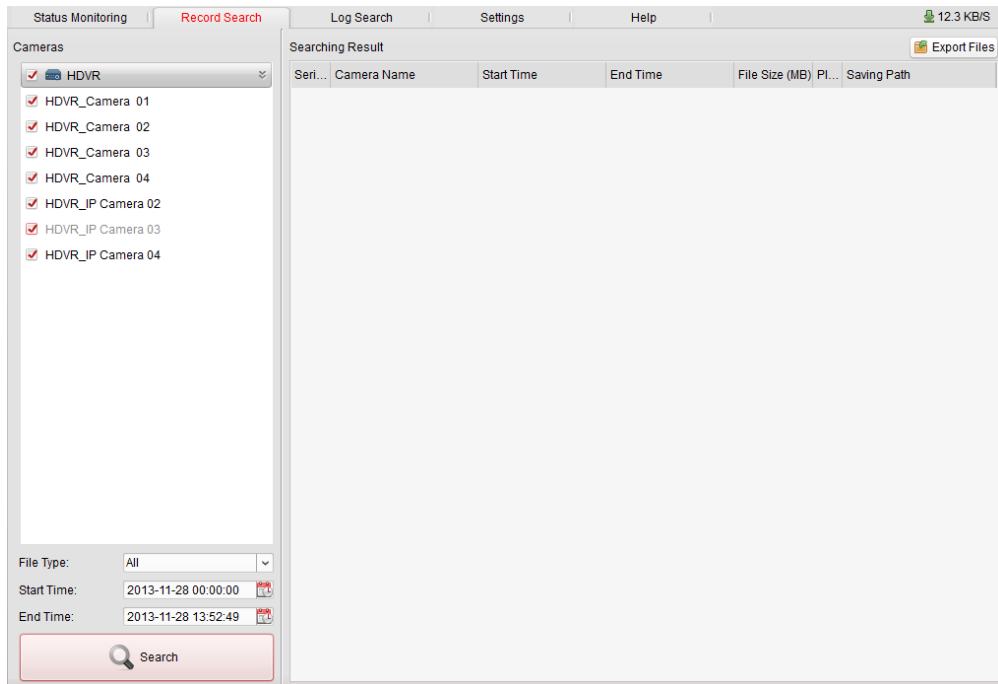 Status Monitoring Record Search Log Search Settings Help 12.3 KB/S
Cameras
Searching Result
Export Files
HDVR
HDVR_Camera 01
HDVR_Camera 02
HDVR_Camera 03
HDVR_Camera 04
HDVR_IP Camera 02
HDVR_IP Camera 03
HDVR_IP Camera 04
Seri... Camera Name Start Time End Time File Size (MB) Pl... Saving Path
File Type: All
Start Time: 2013-11-28 00:00:00
End Time: 2013-11-28 13:52:49
Search